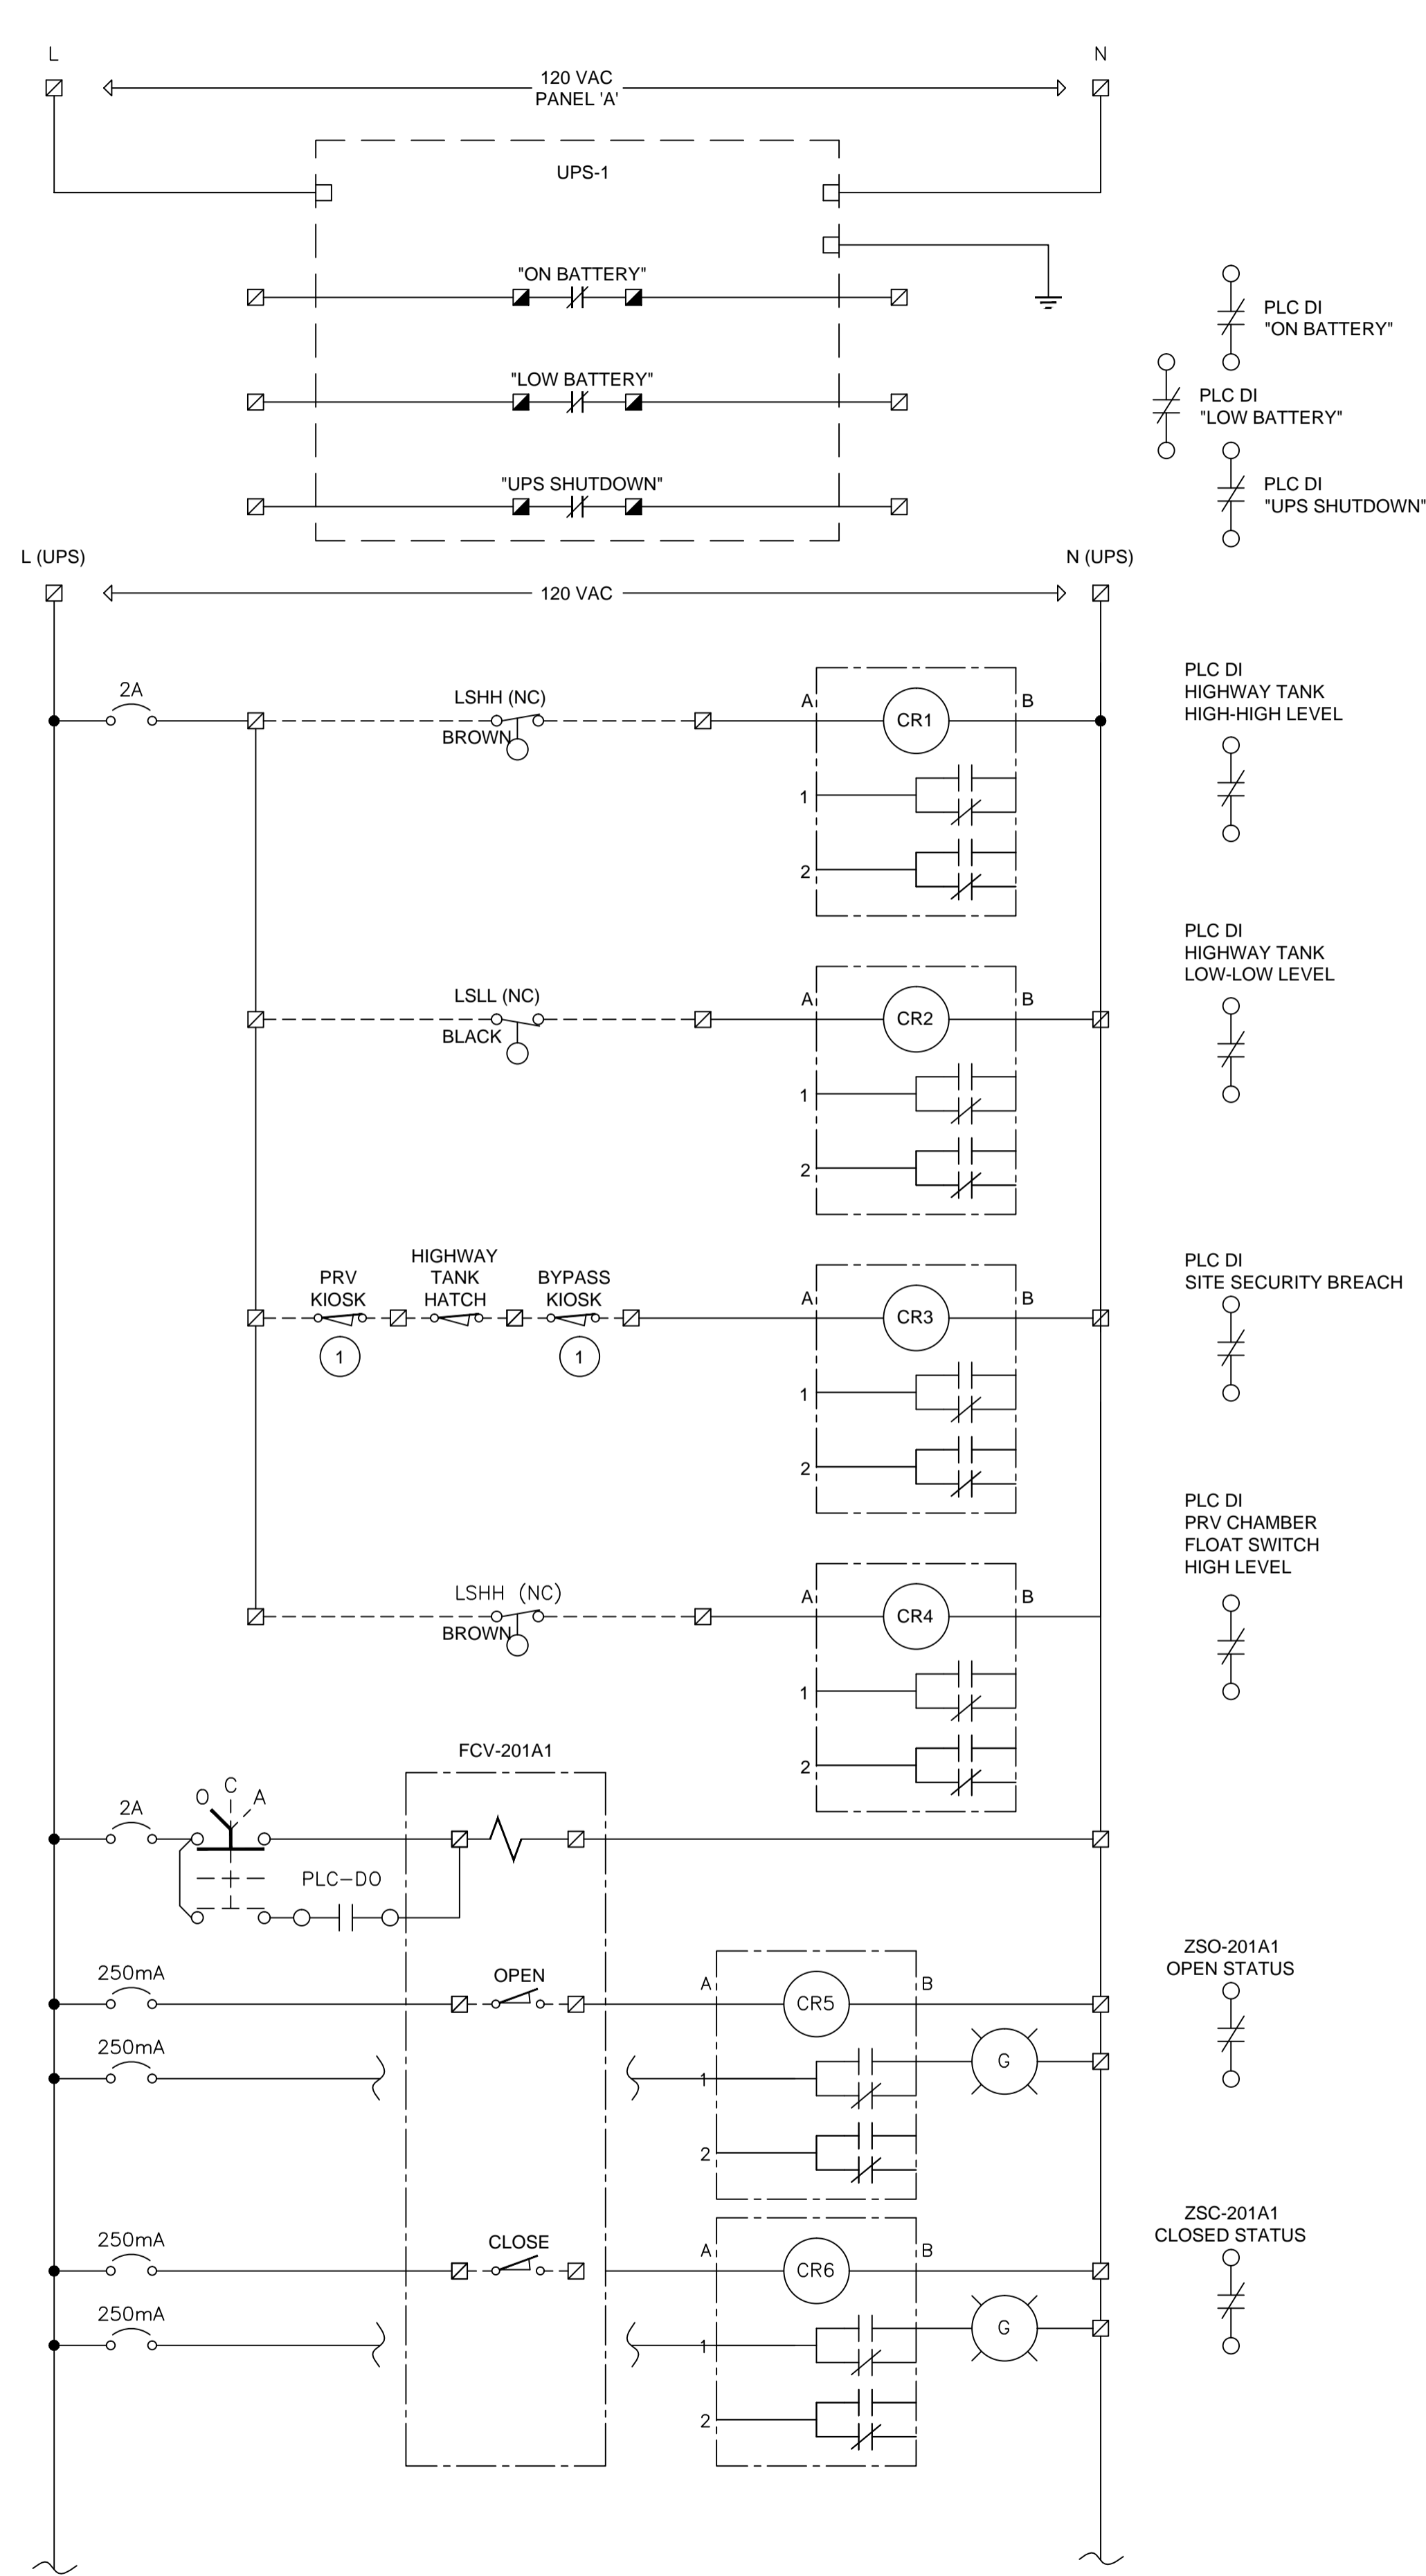 L
N
120 VAC
PANEL 'A'
UPS-1
"ON BATTERY"
PLC DI
"ON BATTERY"
"LOW BATTERY"
PLC DI
"LOW BATTERY"
"UPS SHUTDOWN"
PLC DI
"UPS SHUTDOWN"
L (UPS)
N (UPS)
120 VAC
PLC DI
HIGHWAY TANK
HIGH-HIGH LEVEL
2A
LSHH (NC)
BROWN
A
CR1
B
1
2
PLC DI
HIGHWAY TANK
LOW-LOW LEVEL
LSLL (NC)
BLACK
A
CR2
B
1
2
PLC DI
SITE SECURITY BREACH
PRV
KIOSK
HIGHWAY
TANK
HATCH
BYPASS
KIOSK
1
1
A
CR3
B
1
2
PLC DI
PRV CHAMBER
FLOAT SWITCH
HIGH LEVEL
LSHH (NC)
BROWN
A
CR4
B
1
2
FCV-201A1
2A
O
C
A
PLC-DO
ZSO-201A1
OPEN STATUS
250mA
OPEN
A
CR5
B
250mA
1
G
2
ZSC-201A1
CLOSED STATUS
250mA
CLOSE
A
CR6
B
250mA
1
G
2